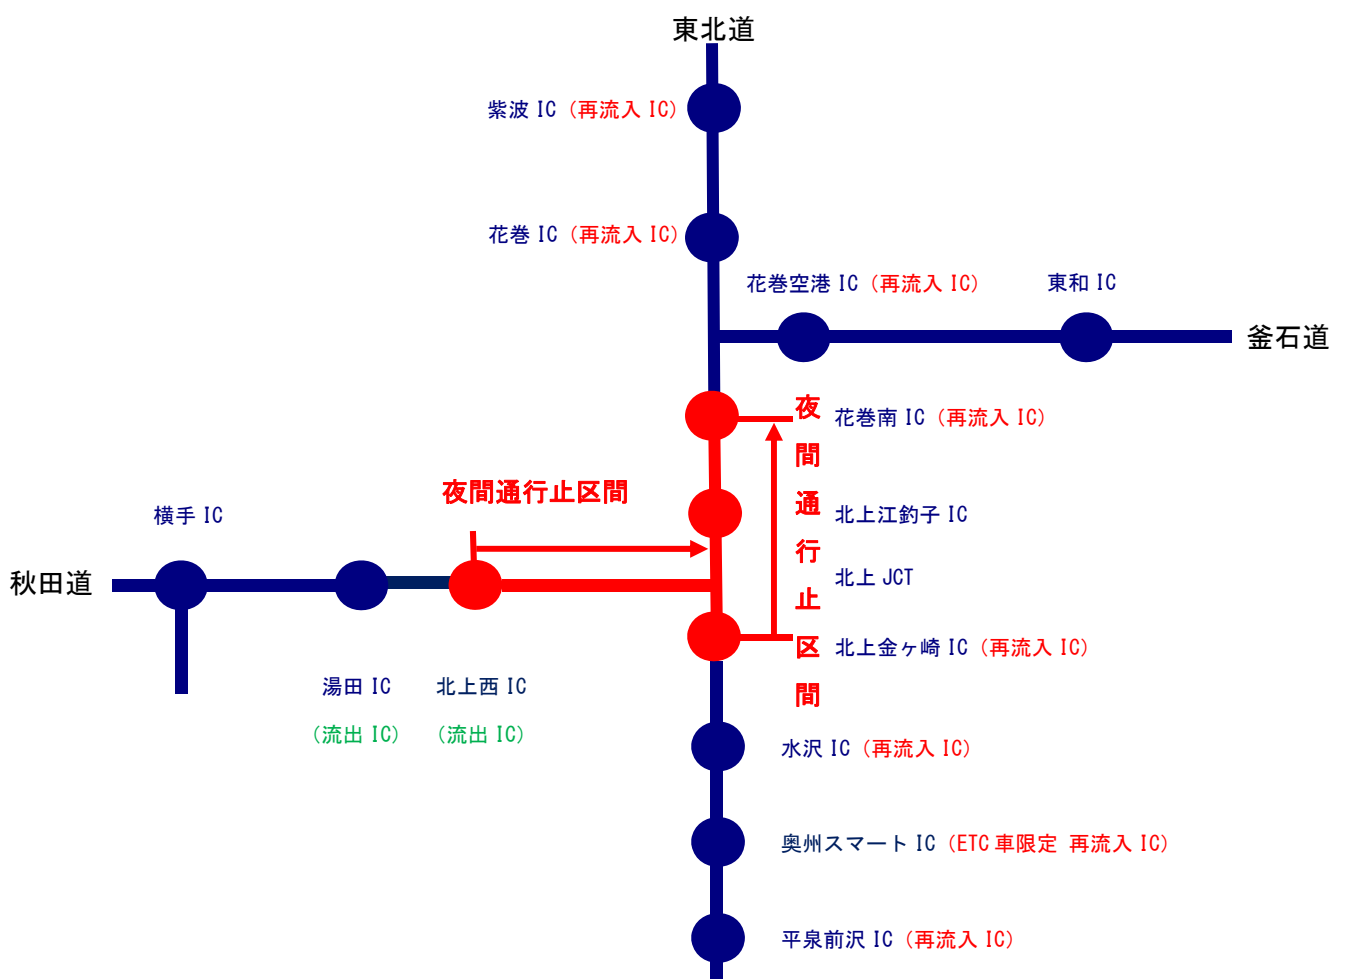 東北道
紫波 IC（再流入 IC）
花巻 IC（再流入 IC）
花巻空港 IC（再流入 IC）
東和 IC
釜石道
夜間通行止区間
花巻南 IC（再流入 IC）
夜間通行止区間
横手 IC
北上江釣子 IC
秋田道
北上 JCT
北上金ヶ崎 IC（再流入 IC）
湯田 IC
北上西 IC
（流出 IC）
（流出 IC）
水沢 IC（再流入 IC）
奥州スマート IC（ETC 車限定 再流入 IC）
平泉前沢 IC（再流入 IC）